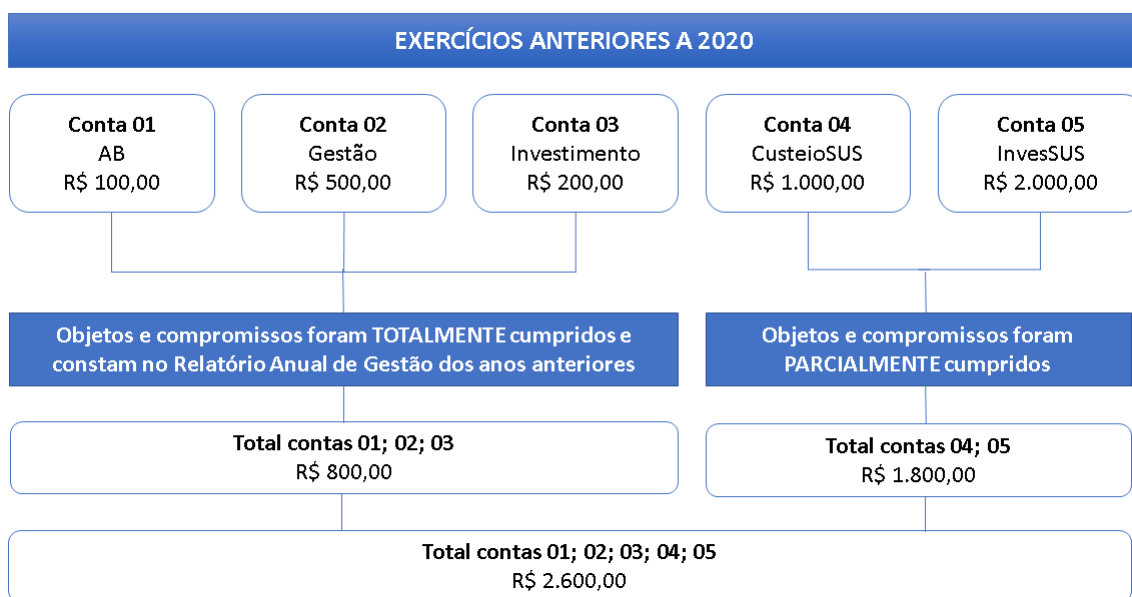 EXERCÍCIOS ANTERIORES A 2020
Conta 01
AB
R$ 100,00
Conta 02
Gestão
R$ 500,00
Conta 03
Investimento
R$ 200,00
Conta 04
CusteioSUS
R$ 1.000,00
Conta 05
InvesSUS
R$ 2.000,00
Objetos e compromissos foram TOTALMENTE cumpridos e
constam no Relatório Anual de Gestão dos anos anteriores
Objetos e compromissos foram
PARCIALMENTE cumpridos
Total contas 01; 02; 03
R$ 800,00
Total contas 04; 05
R$ 1.800,00
Total contas 01; 02; 03; 04; 05
R$ 2.600,00